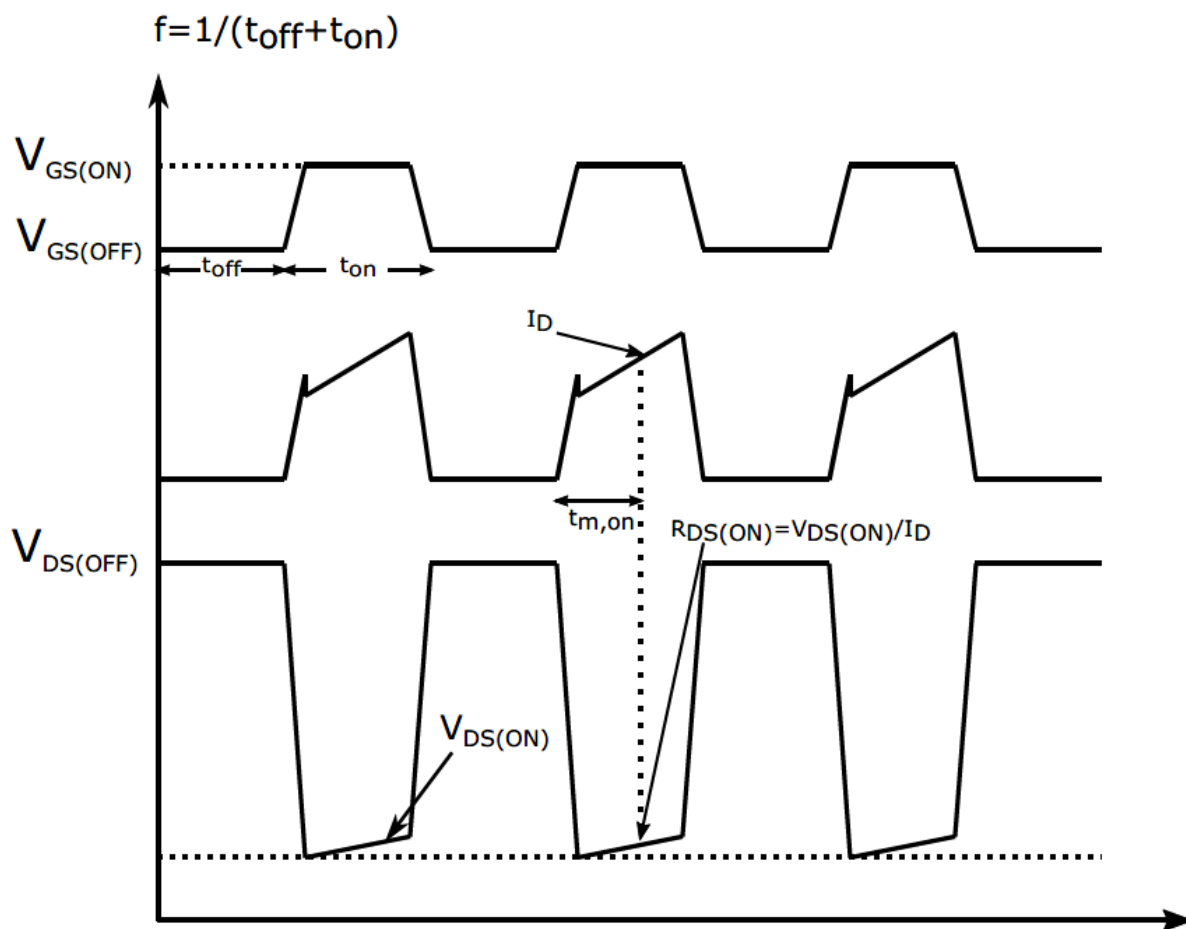 f=1/(toff+ton)
VGS(ON)
VGS(OFF)
toff
ton
ID
tm,on
RDS(ON)=VDS(ON)/ID
VDS(OFF)
VDS(ON)